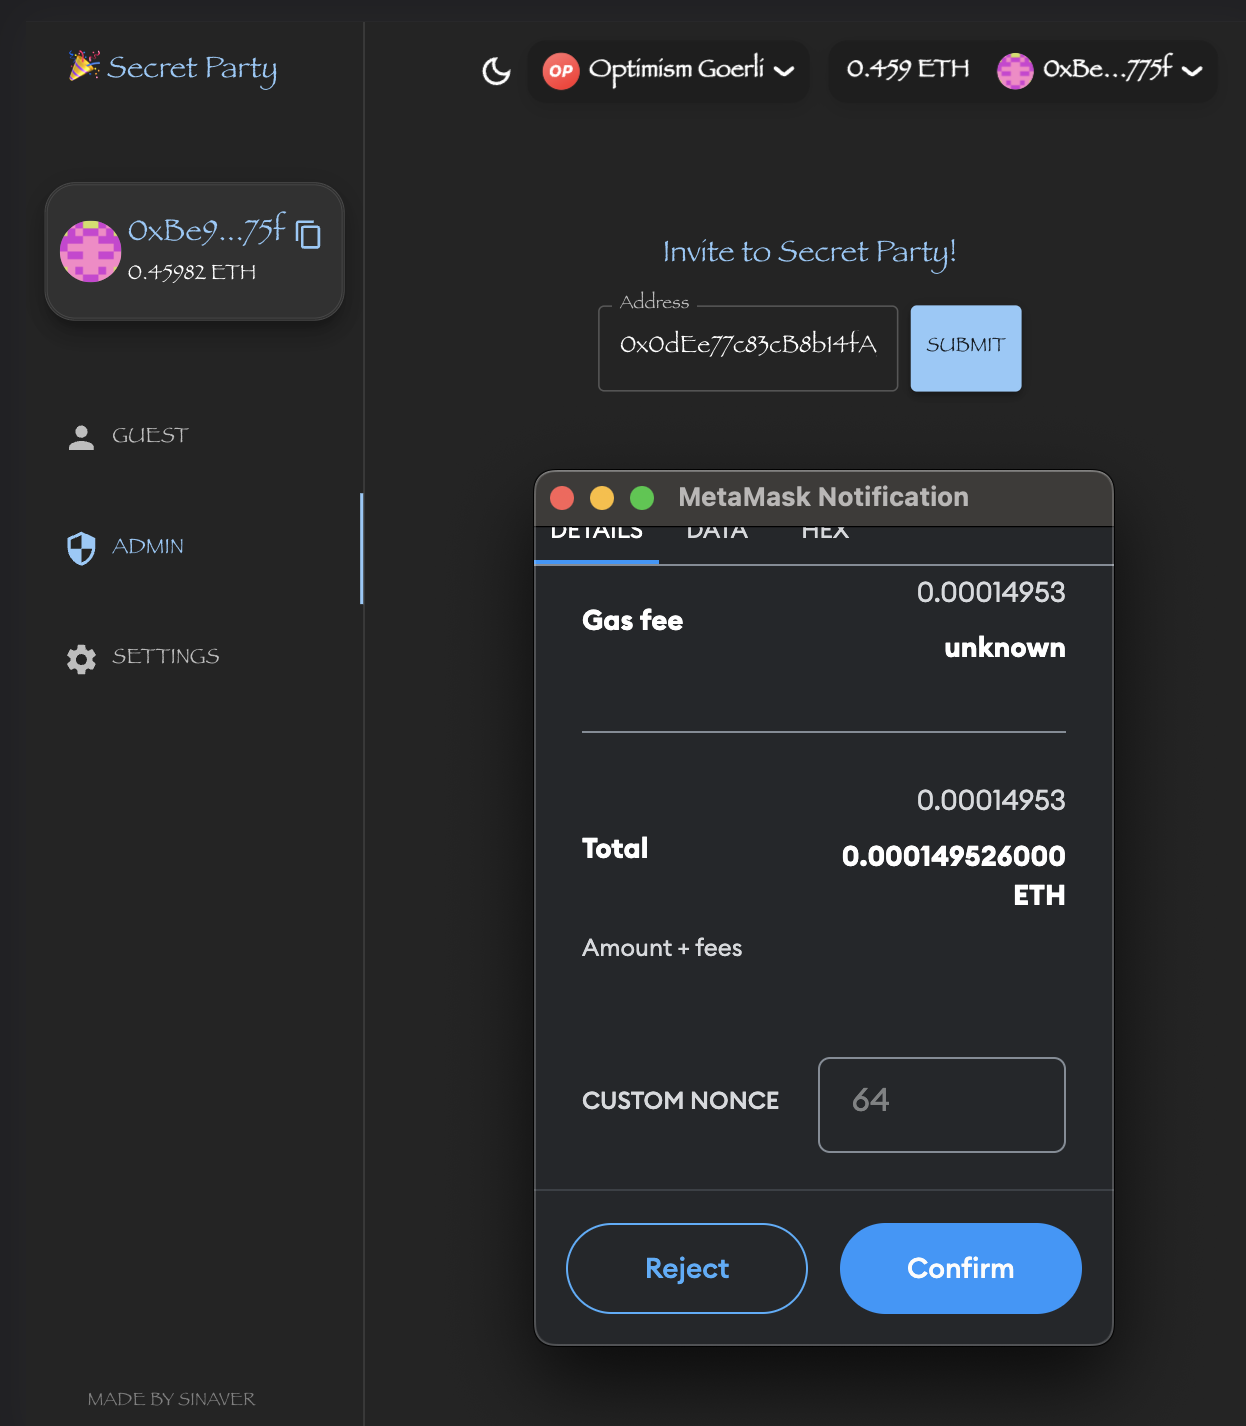 🎉 Secret Party
OP Optimism Goerli
0.459 ETH 0xBe...775f
0xBe9...75f
0.45982 ETH
GUEST
ADMIN
SETTINGS
MADE BY SINAVER
Invite to Secret Party!
Address
0x0dEe77c83cB8b14fA
SUBMIT
MetaMask Notification
DETAILS DATA HEX
0.00014953
Gas fee
unknown
0.00014953
Total
0.000149526000
ETH
Amount + fees
CUSTOM NONCE 64
Reject Confirm